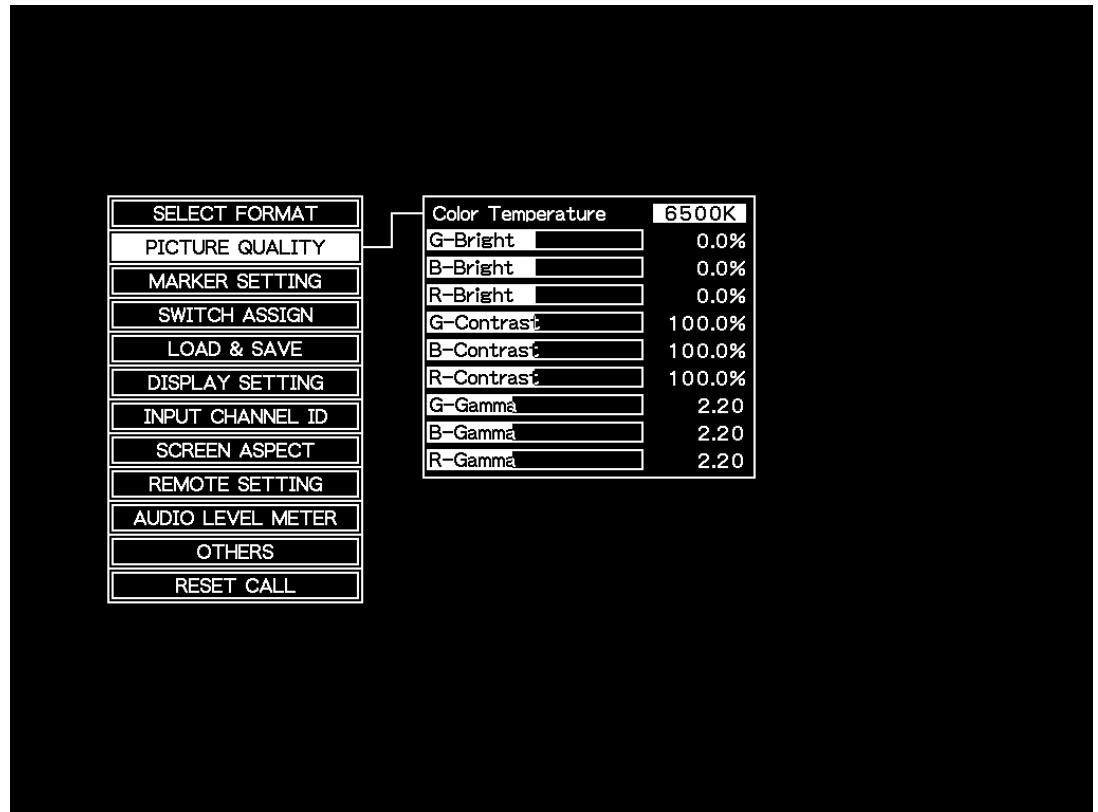 SELECT FORMAT
PICTURE QUALITY
MARKER SETTING
SWITCH ASSIGN
LOAD & SAVE
DISPLAY SETTING
INPUT CHANNEL ID
SCREEN ASPECT
REMOTE SETTING
AUDIO LEVEL METER
OTHERS
RESET CALL
Color Temperature 6500K
G-Bright 0.0%
B-Bright 0.0%
R-Bright 0.0%
G-Contrast 100.0%
B-Contrast 100.0%
R-Contrast 100.0%
G-Gamma 2.20
B-Gamma 2.20
R-Gamma 2.20